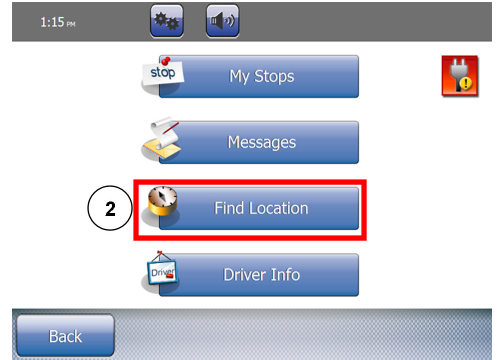 1:15 PM
stop
My Stops
Messages
2
Find Location
Driver
Driver Info
Back